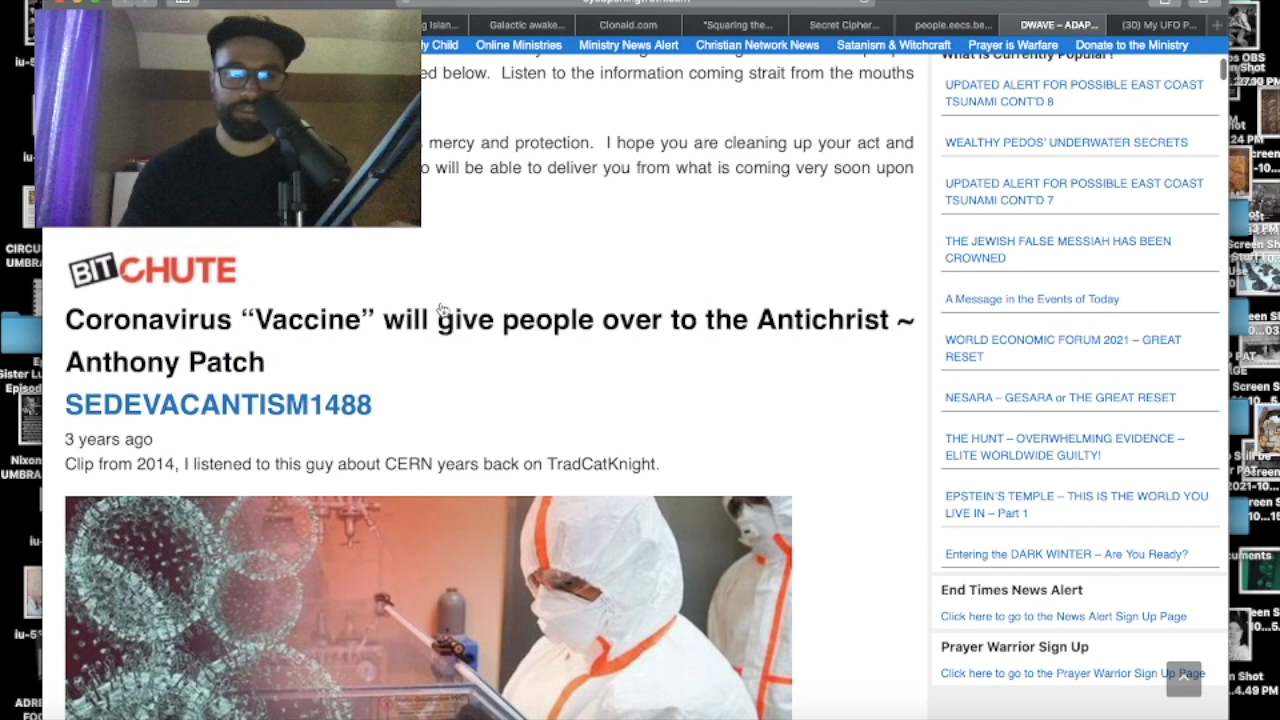 Galactic awake...
Clonaid.com
"Squaring the...
Secret Cipher...
people.eecs.be...
DWAVE – ADAP...
(30) My UFO P...
ly Child
Online Ministries
Ministry News Alert
Christian Network News
Satanism & Witchcraft
Prayer is Warfare
Donate to the Ministry
ed below. Listen to the information coming strait from the mouths
mercy and protection. I hope you are cleaning up your act and
o will be able to deliver you from what is coming very soon upon
BITCHUTE
Coronavirus “Vaccine” will give people over to the Antichrist ~
Anthony Patch
SEDEVACANTISM1488
3 years ago
Clip from 2014, I listened to this guy about CERN years back on TradCatKnight.
What is Currently Popular?
UPDATED ALERT FOR POSSIBLE EAST COAST
TSUNAMI CONT'D 8
WEALTHY PEDOS' UNDERWATER SECRETS
UPDATED ALERT FOR POSSIBLE EAST COAST
TSUNAMI CONT'D 7
THE JEWISH FALSE MESSIAH HAS BEEN
CROWNED
A Message in the Events of Today
WORLD ECONOMIC FORUM 2021 – GREAT
RESET
NESARA – GESARA or THE GREAT RESET
THE HUNT – OVERWHELMING EVIDENCE –
ELITE WORLDWIDE GUILTY!
EPSTEIN'S TEMPLE – THIS IS THE WORLD YOU
LIVE IN – Part 1
Entering the DARK WINTER – Are You Ready?
End Times News Alert
Click here to go to the News Alert Sign Up Page
Prayer Warrior Sign Up
Click here to go to the Prayer Warrior Sign Up Page